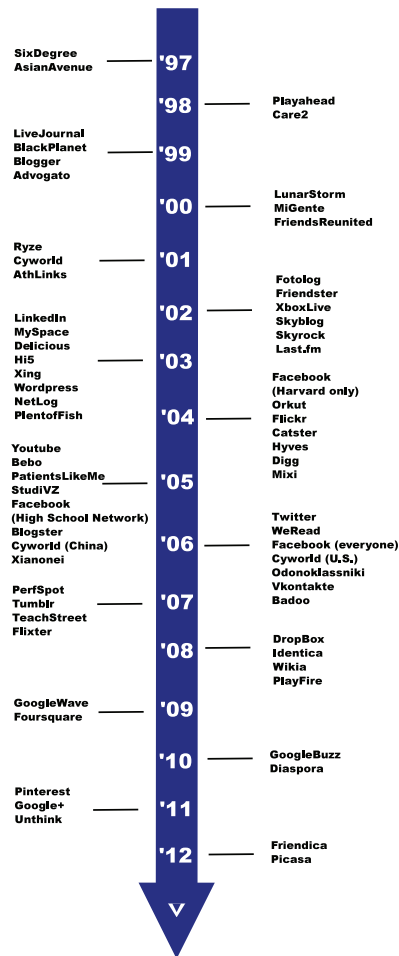 SixDegree
AsianAvenue
'97
'98
Playahead
Care2
LiveJournal
BlackPlanet
Blogger
Advogato
'99
'00
LunarStorm
MiGente
FriendsReunited
Ryze
Cyworld
AthLinks
'01
'02
Fotolog
Friendster
XboxLive
Skyblog
Skyrock
Last.fm
LinkedIn
MySpace
Delicious
Hi5
Xing
Wordpress
NetLog
PlentofFish
'03
'04
Facebook
(Harvard only)
Orkut
Flickr
Catster
Hyves
Digg
Mixi
Youtube
Bebo
PatientsLikeMe
StudiVZ
Facebook
(High School Network)
Blogster
Cyworld (China)
Xianonei
'05
'06
Twitter
WeRead
Facebook (everyone)
Cyworld (U.S.)
Odonoklassniki
Vkontakte
Badoo
PerfSpot
Tumblr
TeachStreet
Flixter
'07
'08
DropBox
Identica
Wikia
PlayFire
GoogleWave
Foursquare
'09
'10
GoogleBuzz
Diaspora
Pinterest
Google+
Unthink
'11
'12
Friendica
Picasa